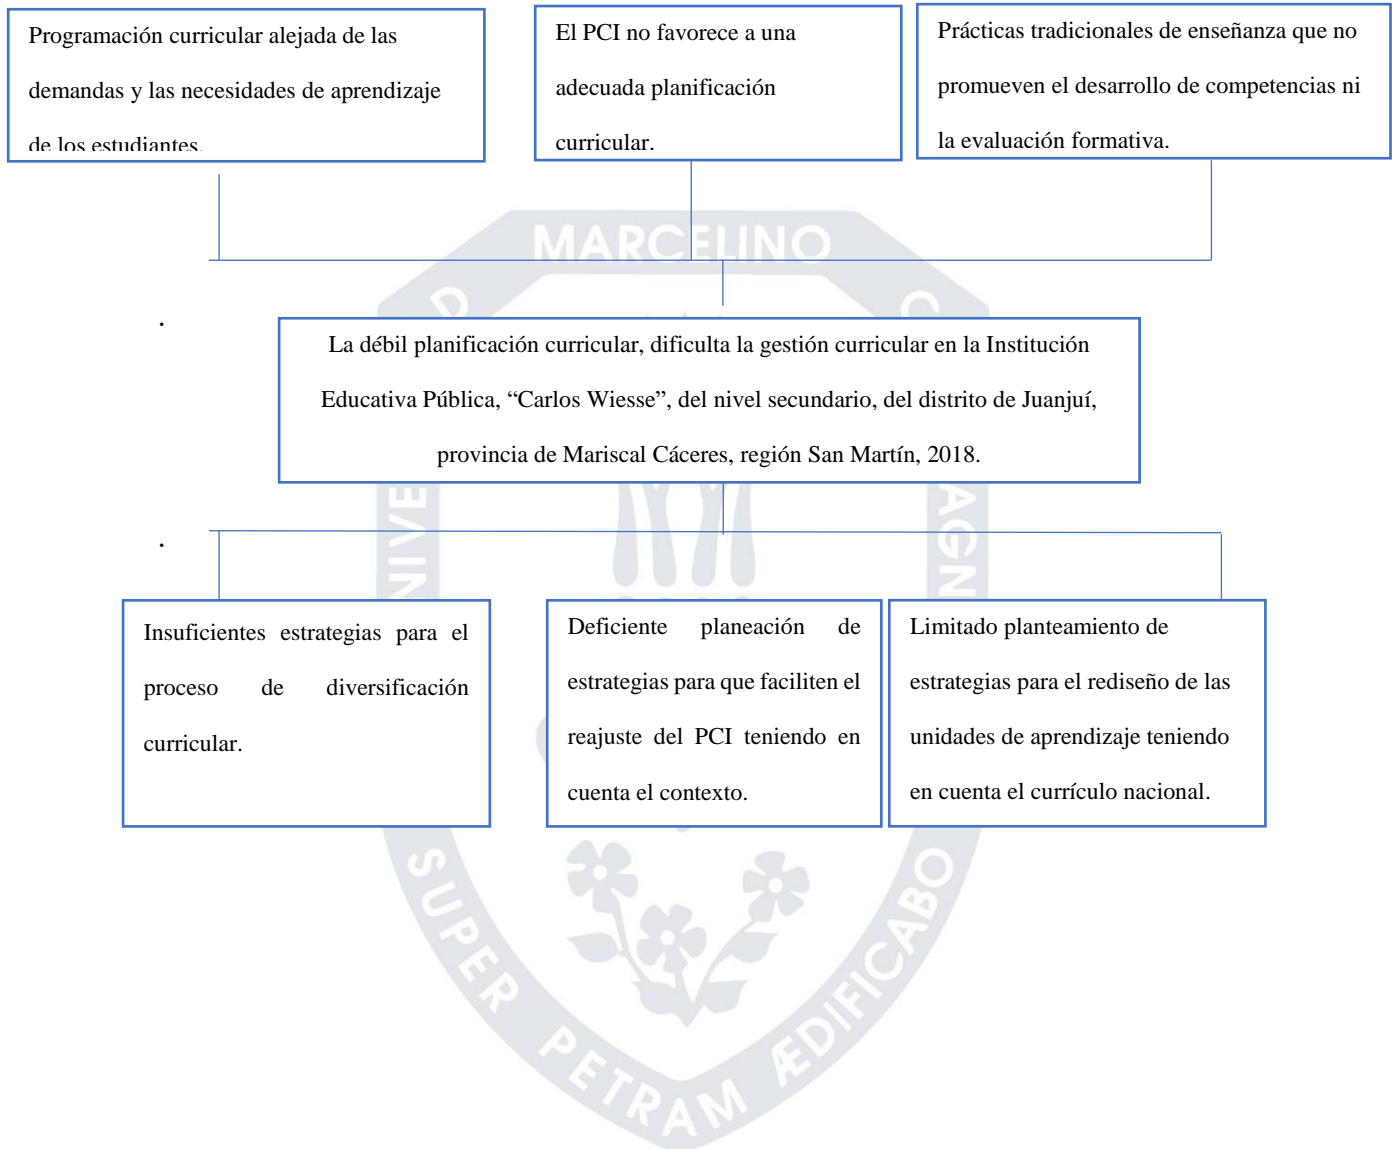 Programación curricular alejada de las
demandas y las necesidades de aprendizaje
de los estudiantes.
El PCI no favorece a una
adecuada planificación
curricular.
Prácticas tradicionales de enseñanza que no
promueven el desarrollo de competencias ni
la evaluación formativa.
MARCELINO
.
La débil planificación curricular, dificulta la gestión curricular en la Institución
Educativa Pública, “Carlos Wiesse”, del nivel secundario, del distrito de Juanjuí,
provincia de Mariscal Cáceres, región San Martín, 2018.
.
Insuficientes estrategias para el
proceso de diversificación
curricular.
Deficiente planeación de
estrategias para que faciliten el
reajuste del PCI teniendo en
cuenta el contexto.
Limitado planteamiento de
estrategias para el rediseño de las
unidades de aprendizaje teniendo
en cuenta el currículo nacional.
SUPER PETRAM ÆDIFICABO